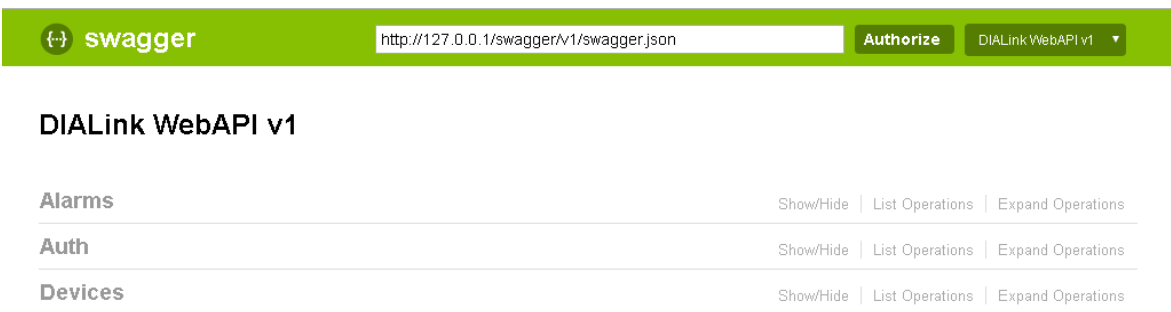 {···} swagger http://127.0.0.1/swagger/v1/swagger.json Authorize DIALink WebAPI v1 ▼
DIALink WebAPI v1
Alarms Show/Hide | List Operations | Expand Operations
Auth Show/Hide | List Operations | Expand Operations
Devices Show/Hide | List Operations | Expand Operations